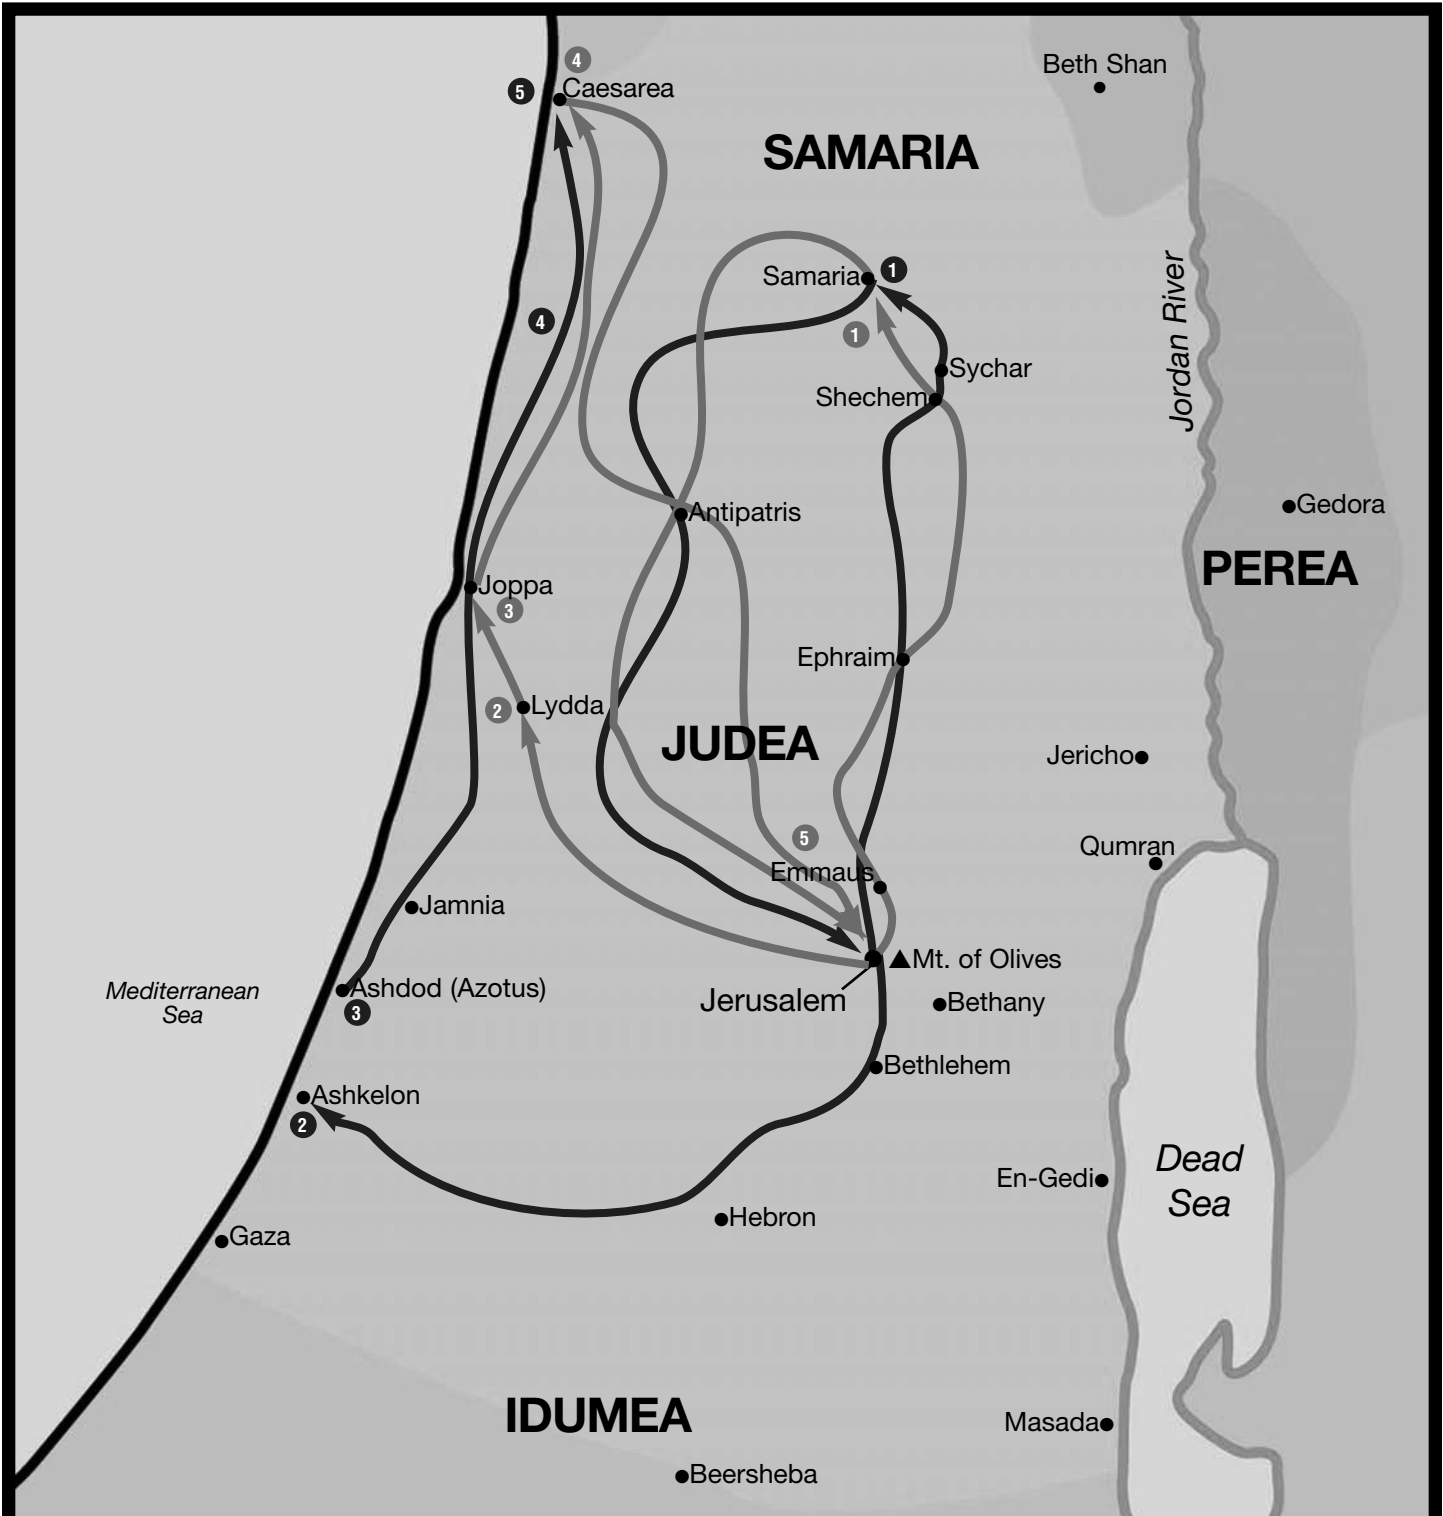 4
Beth Shan
5
Caesarea
SAMARIA
Samaria
1
Jordan River
4
1
Sychar
Shechem
Antipatris
Gedora
PEREA
Joppa
3
Ephraim
2
Lydda
JUDEA
Jericho
5
Qumran
Emmaus
Jamnia
Mt. of Olives
Mediterranean
Sea
Ashdod (Azotus)
3
Jerusalem
Bethany
Bethlehem
Ashkelon
2
Dead
Sea
En-Gedi
Hebron
Gaza
IDUMEA
Masada
Beersheba